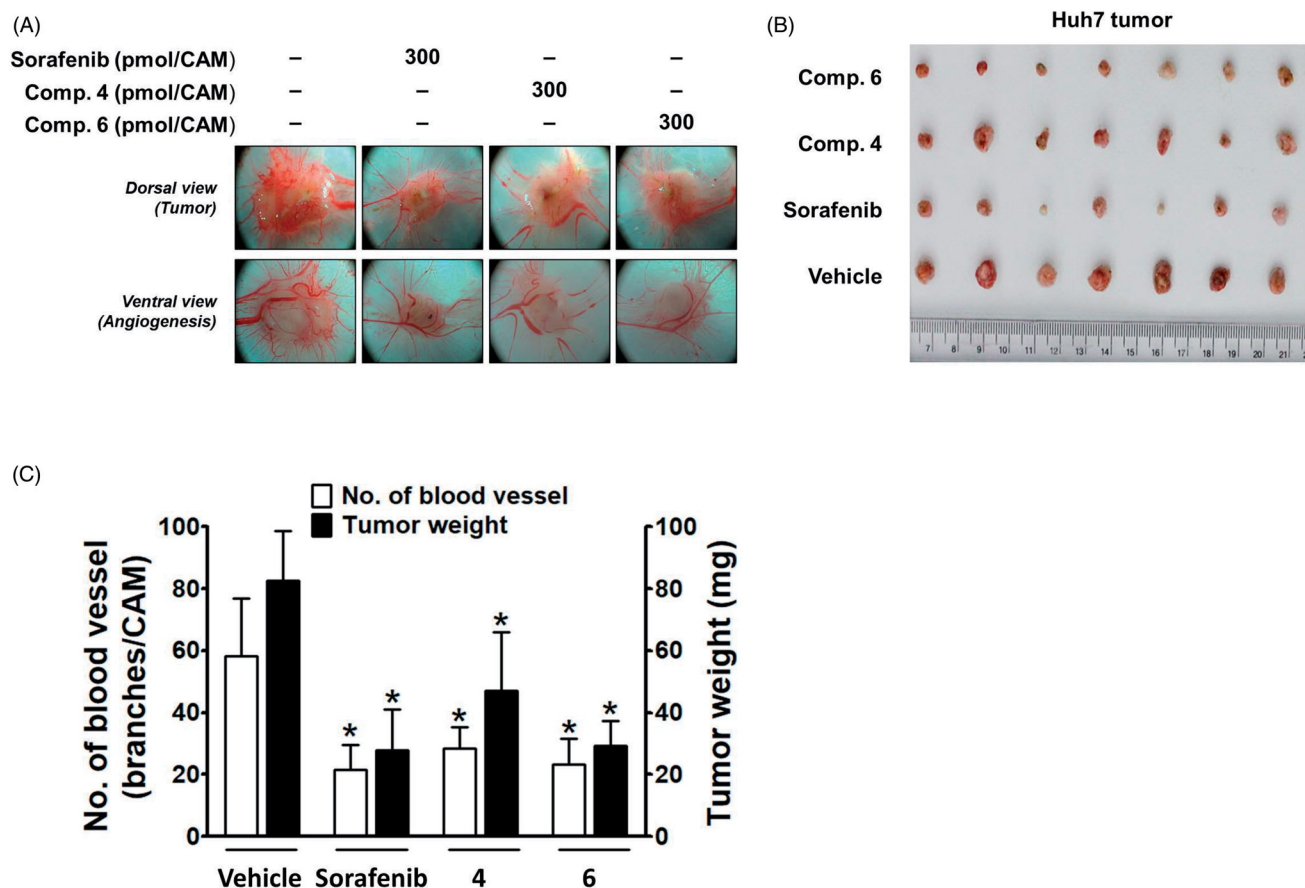 (A)
Sorafenib (pmol/CAM) – 300 – –
Comp. 4 (pmol/CAM) – – 300 –
Comp. 6 (pmol/CAM) – – – 300
Dorsal view
(Tumor)
Ventral view
(Angiogenesis)
(B)
Huh7 tumor
Comp. 6
Comp. 4
Sorafenib
Vehicle
7 8 9 10 11 12 13 14 15 16 17 18 19 20 21
(C)
No. of blood vessel
Tumor weight
No. of blood vessel
(branches/CAM)
100
80
60
40
20
0
* * * * * *
100
80
60
40
20
0
Tumor weight (mg)
Vehicle Sorafenib 4 6